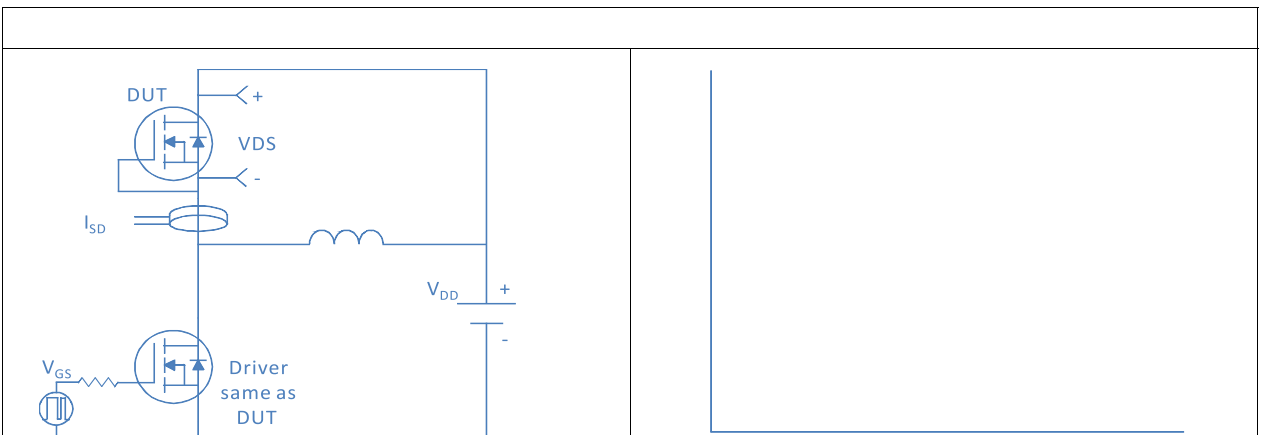 DUT
+
VDS
-
ISD
VDD
+
-
VGS
Driver
same as
DUT